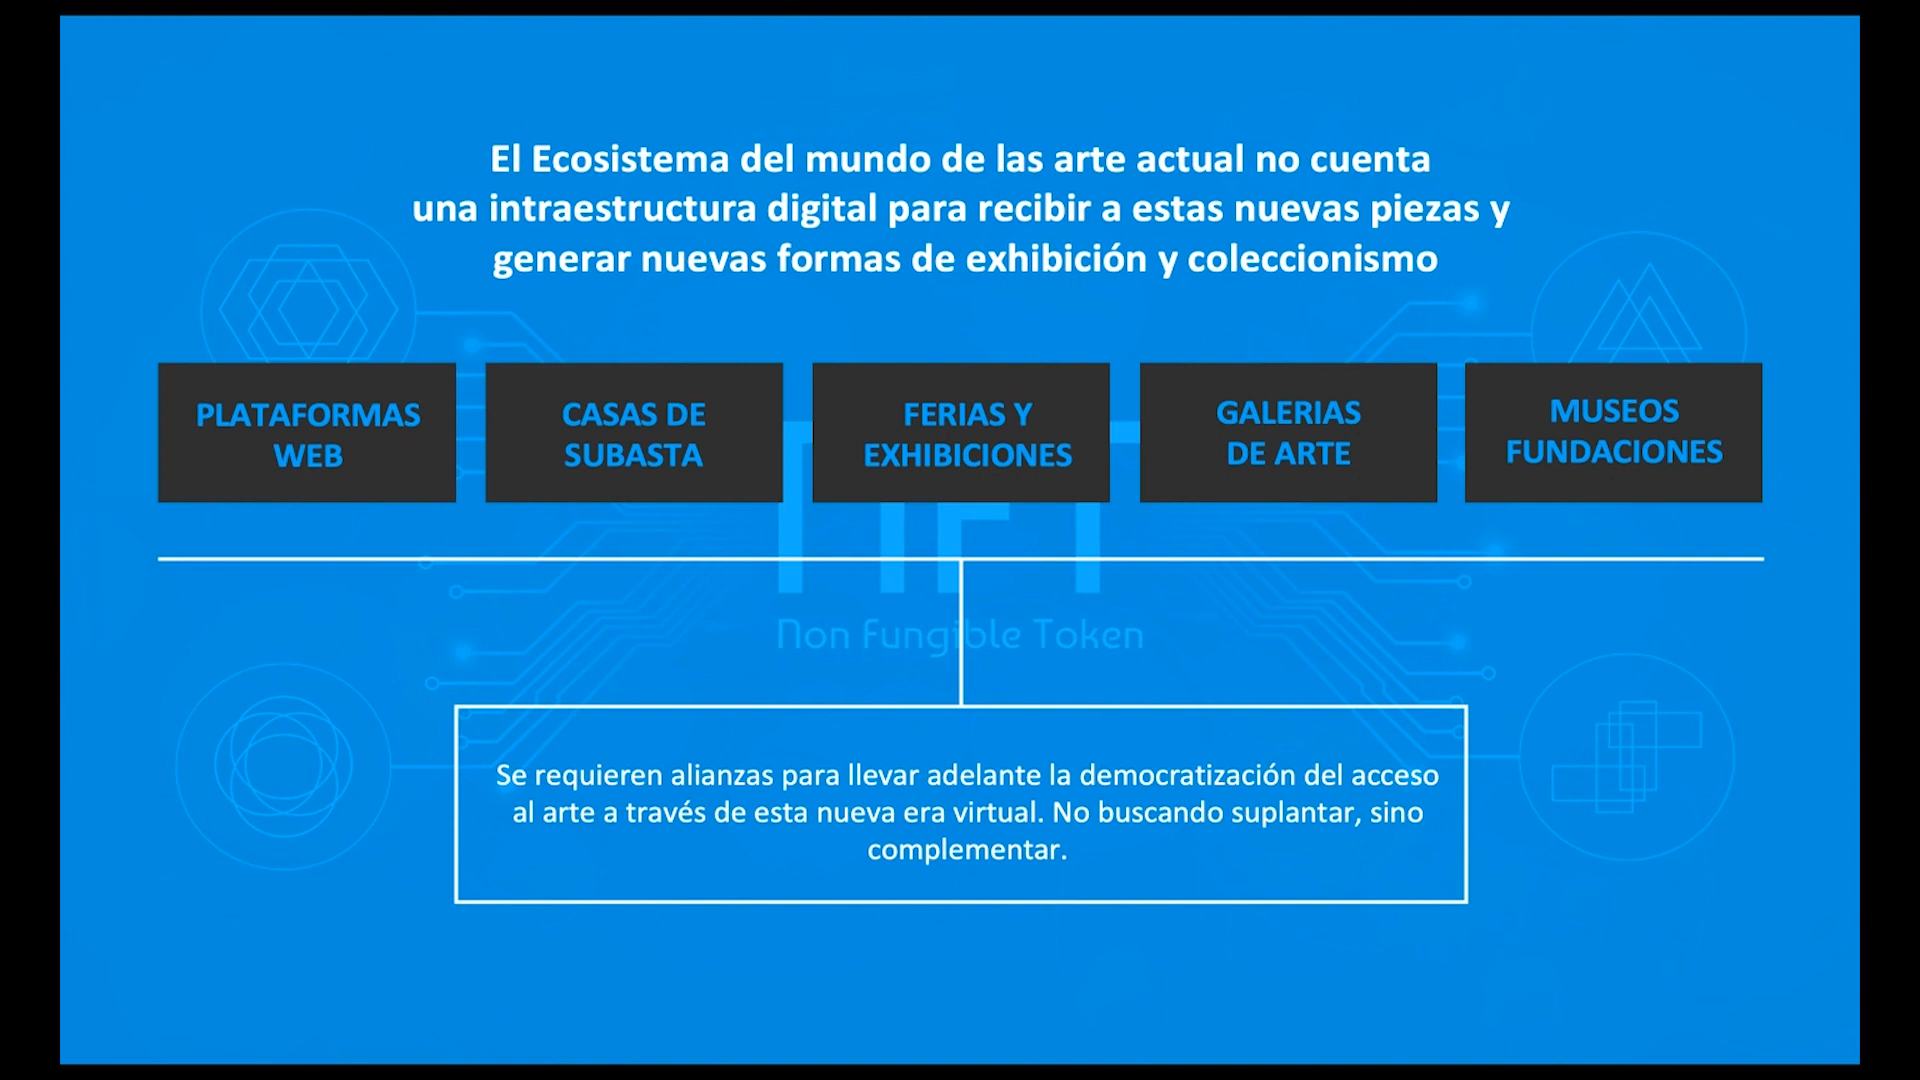 El Ecosistema del mundo de las arte actual no cuenta
una intraestructura digital para recibir a estas nuevas piezas y
generar nuevas formas de exhibición y coleccionismo
PLATAFORMAS
WEB
CASAS DE
SUBASTA
FERIAS Y
EXHIBICIONES
GALERIAS
DE ARTE
MUSEOS
FUNDACIONES
NFT
Non Fungible Token
Se requieren alianzas para llevar adelante la democratización del acceso
al arte a través de esta nueva era virtual. No buscando suplantar, sino
complementar.